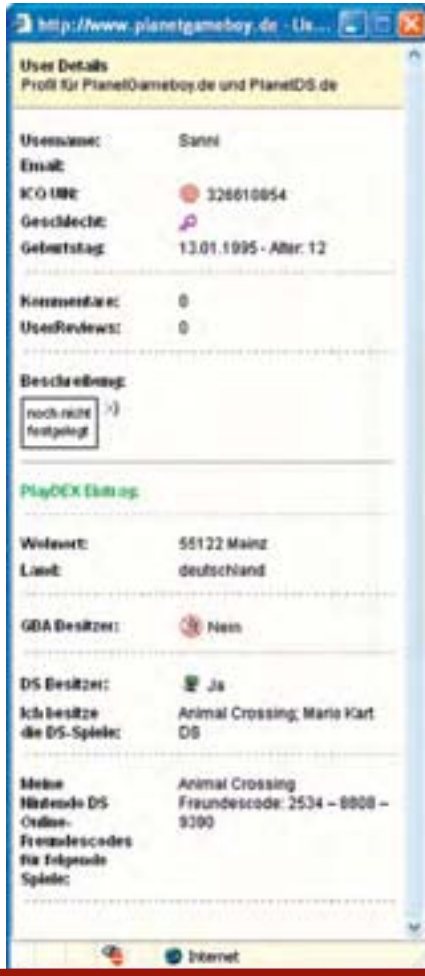 http://www.planetgameboy.de - Us...
User Details
Profil für PlanetGameboy.de und PlanetDS.de
Username: Sanni
Email:
ICQ UIN: 326610854
Geschlecht:
Geburtstag: 13.01.1995 - Alter: 12
Kommentare: 0
UserReviews: 0
Beschreibung:
noch nicht :-)
festgelegt
PlayDEX Eintrag:
Wohnort: 55122 Mainz
Land: deutschland
GBA Besitzer: Nein
DS Besitzer: Ja
Ich besitze Animal Crossing; Mario Kart
die DS-Spiele: DS
Meine Animal Crossing
Nintendo DS Freundescode: 2534 – 8808 –
Online- 9390
Freundescodes
für folgende
Spiele:
Internet